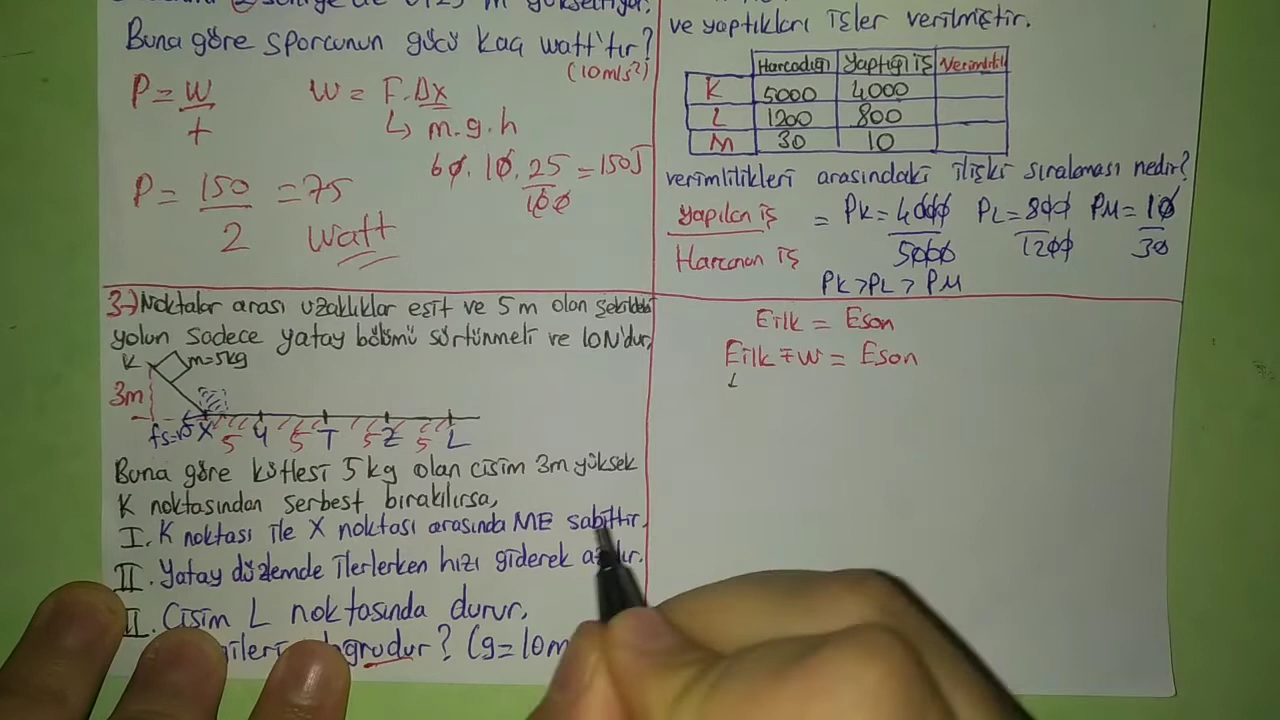 Buna göre sporcunun gücü kaç watt'tır?
(10m/s²)
P = W
t
W = F.Δx
↳ m.g.h
60.10.25 = 150J
100
P = 150 = 75
2 watt
ve yaptıkları işler verilmiştir.
Harcadığı Yaptığı iş Verimlilik
K 5000 4000
L 1200 800
M 30 10
verimlilikleri arasındaki ilişki sıralaması nedir?
Yapılan iş = PK = 4000 PL = 800 PM = 10
Harcanan iş 5000 1200 30
PK > PL > PM
3-) Noktalar arası uzaklıklar eşit ve 5m olan şekildeki
yolun sadece yatay bölümü sürtünmeli ve 10N'dur.
K m=5kg
3m
fs=10 X 5 Y 5 T 5 Z 5 L
Buna göre kütlesi 5kg olan cisim 3m yüksek
K noktasından serbest bırakılırsa,
I. K noktası ile X noktası arasında ME sabittir.
II. Yatay düzlemde ilerlerken hızı giderek azalır.
II. Cisim L noktasında durur.
gileri doğrudur? (g=10m
Eilk = Eson
Eilk ∓ W = Eson